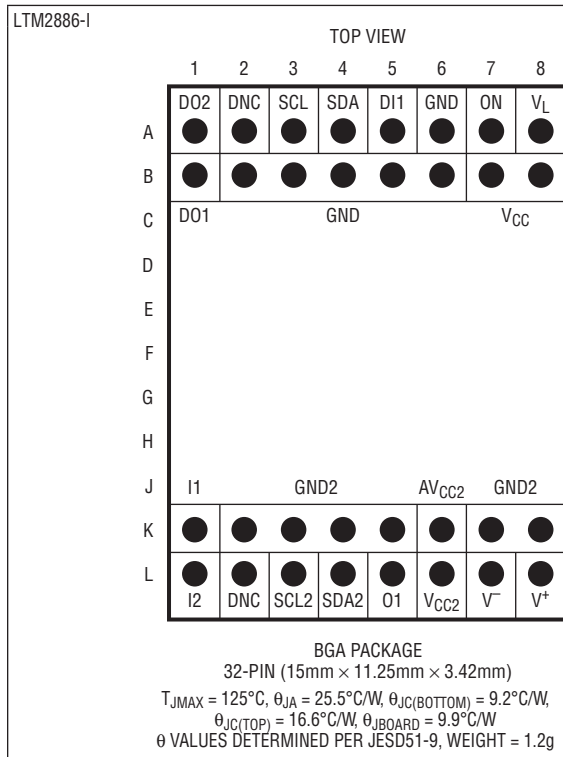 LTM2886-I
TOP VIEW
1 2 3 4 5 6 7 8
DO2 DNC SCL SDA DI1 GND ON VL
A
B
C DO1 GND VCC
D
E
F
G
H
J I1 GND2 AVCC2 GND2
K
L
I2 DNC SCL2 SDA2 O1 VCC2 V− V+
BGA PACKAGE
32-PIN (15mm × 11.25mm × 3.42mm)
TJMAX = 125°C, θJA = 25.5°C/W, θJC(BOTTOM) = 9.2°C/W,
θJC(TOP) = 16.6°C/W, θJBOARD = 9.9°C/W
θ VALUES DETERMINED PER JESD51-9, WEIGHT = 1.2g